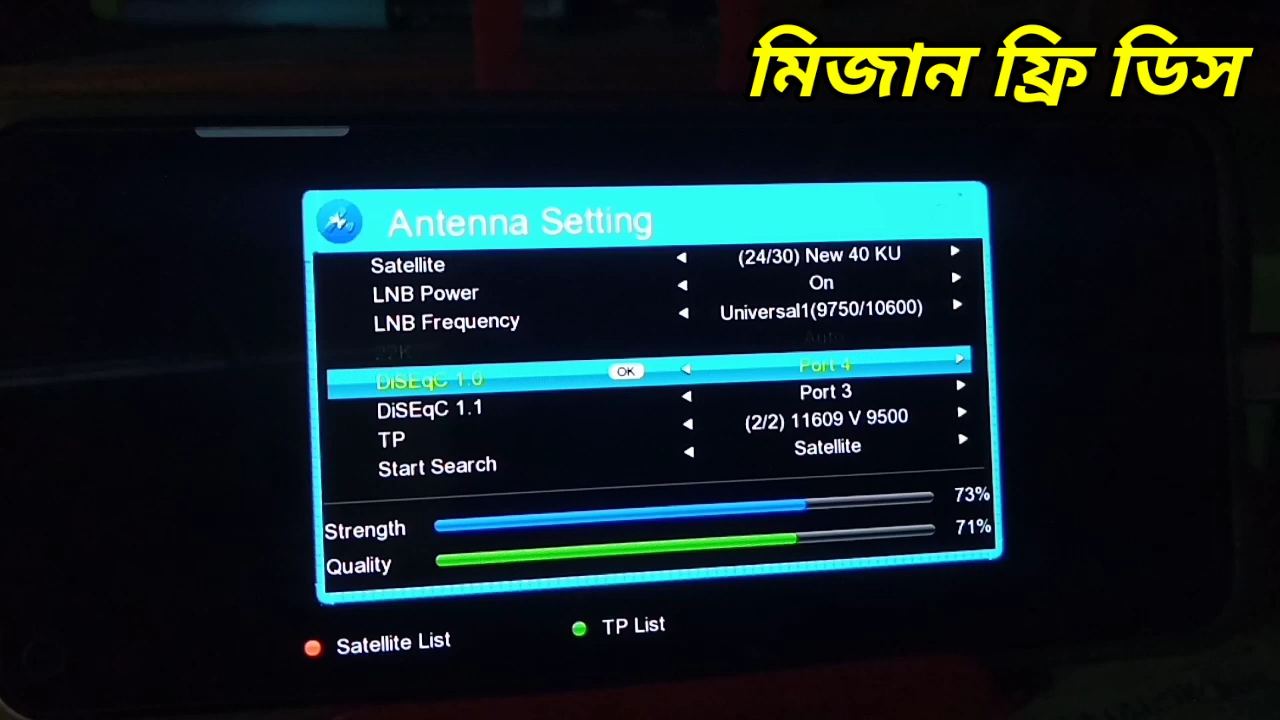 মিজান ফ্রি ডিস
Antenna Setting
Satellite (24/30) New 40 KU
LNB Power On
LNB Frequency Universal1(9750/10600)
22K Auto
DiSEqC 1.0 OK Port 4
DiSEqC 1.1 Port 3
TP (2/2) 11609 V 9500
Start Search Satellite
Strength 73%
Quality 71%
Satellite List TP List